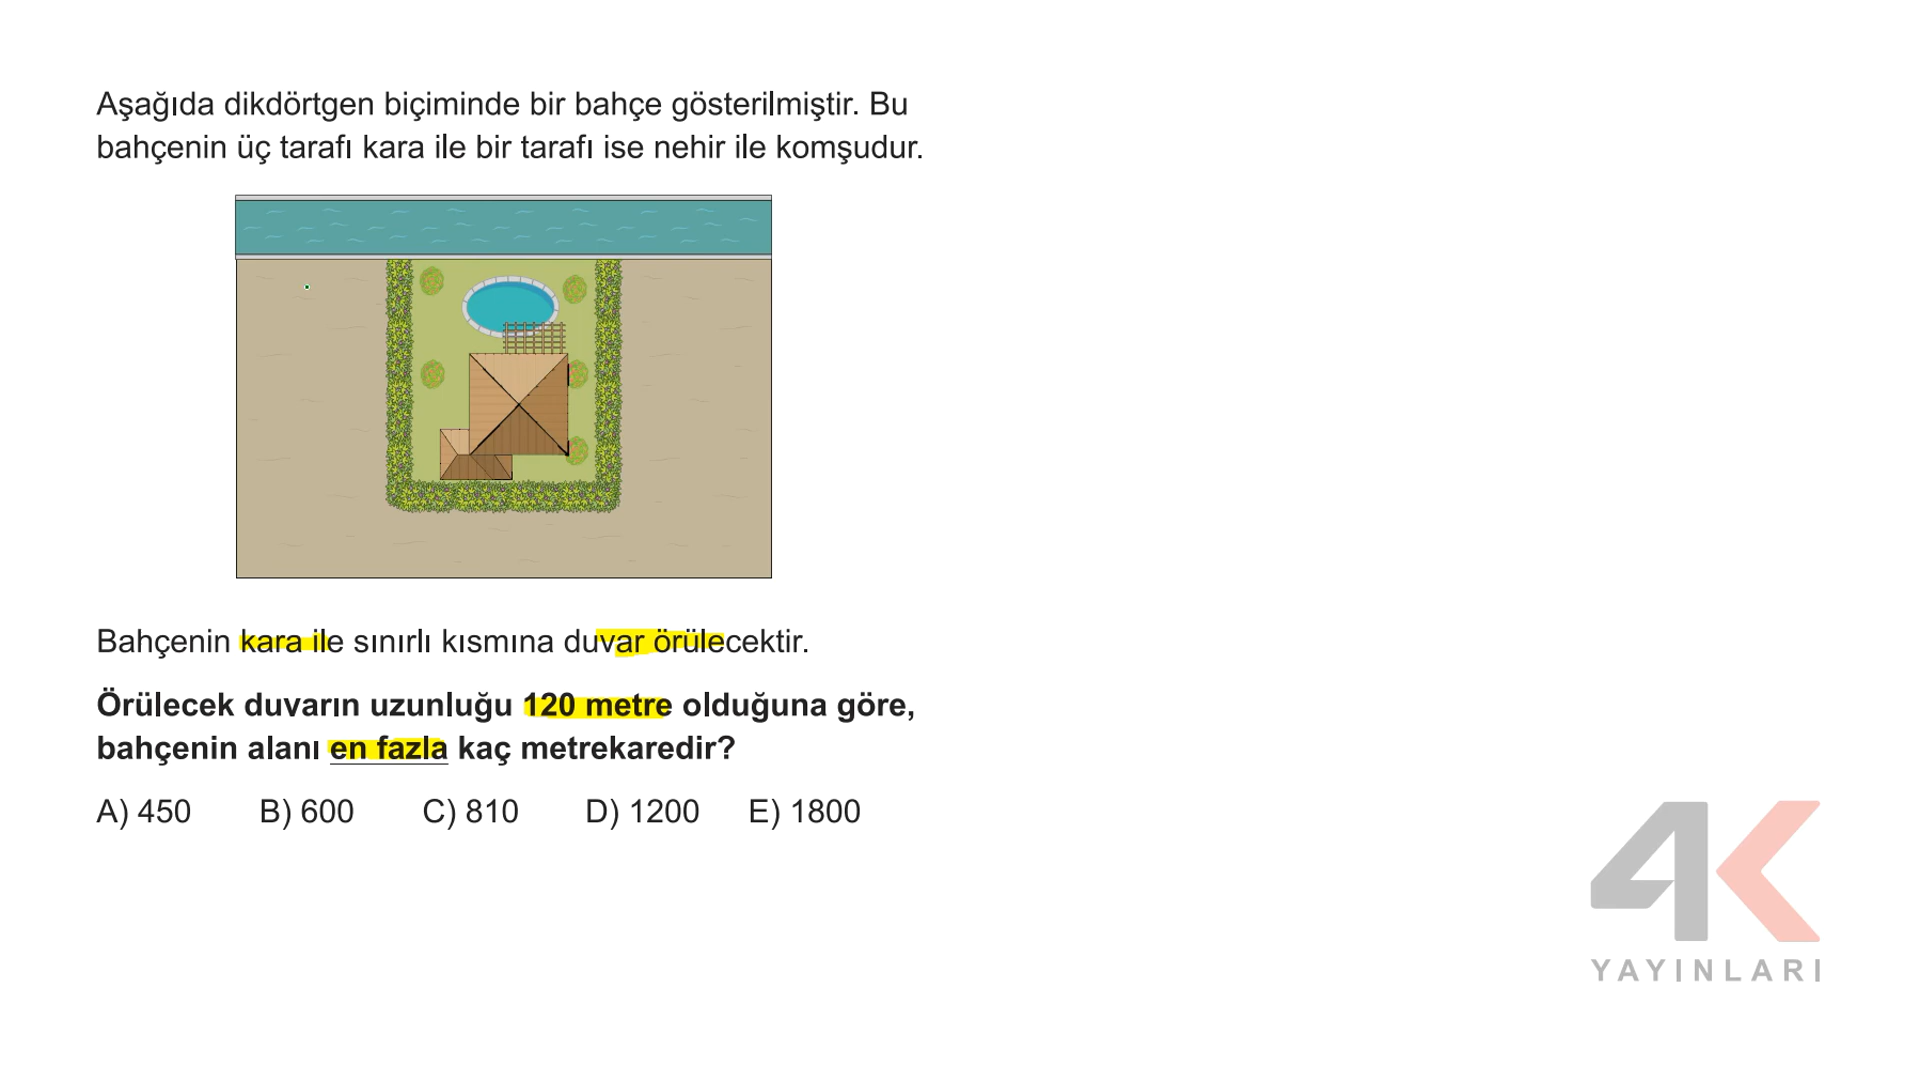 Aşağıda dikdörtgen biçiminde bir bahçe gösterilmiştir. Bu
bahçenin üç tarafı kara ile bir tarafı ise nehir ile komşudur.
Bahçenin kara ile sınırlı kısmına duvar örülecektir.
Örülecek duvarın uzunluğu 120 metre olduğuna göre,
bahçenin alanı en fazla kaç metrekaredir?
A) 450 B) 600 C) 810 D) 1200 E) 1800
4K
YAYINLARI